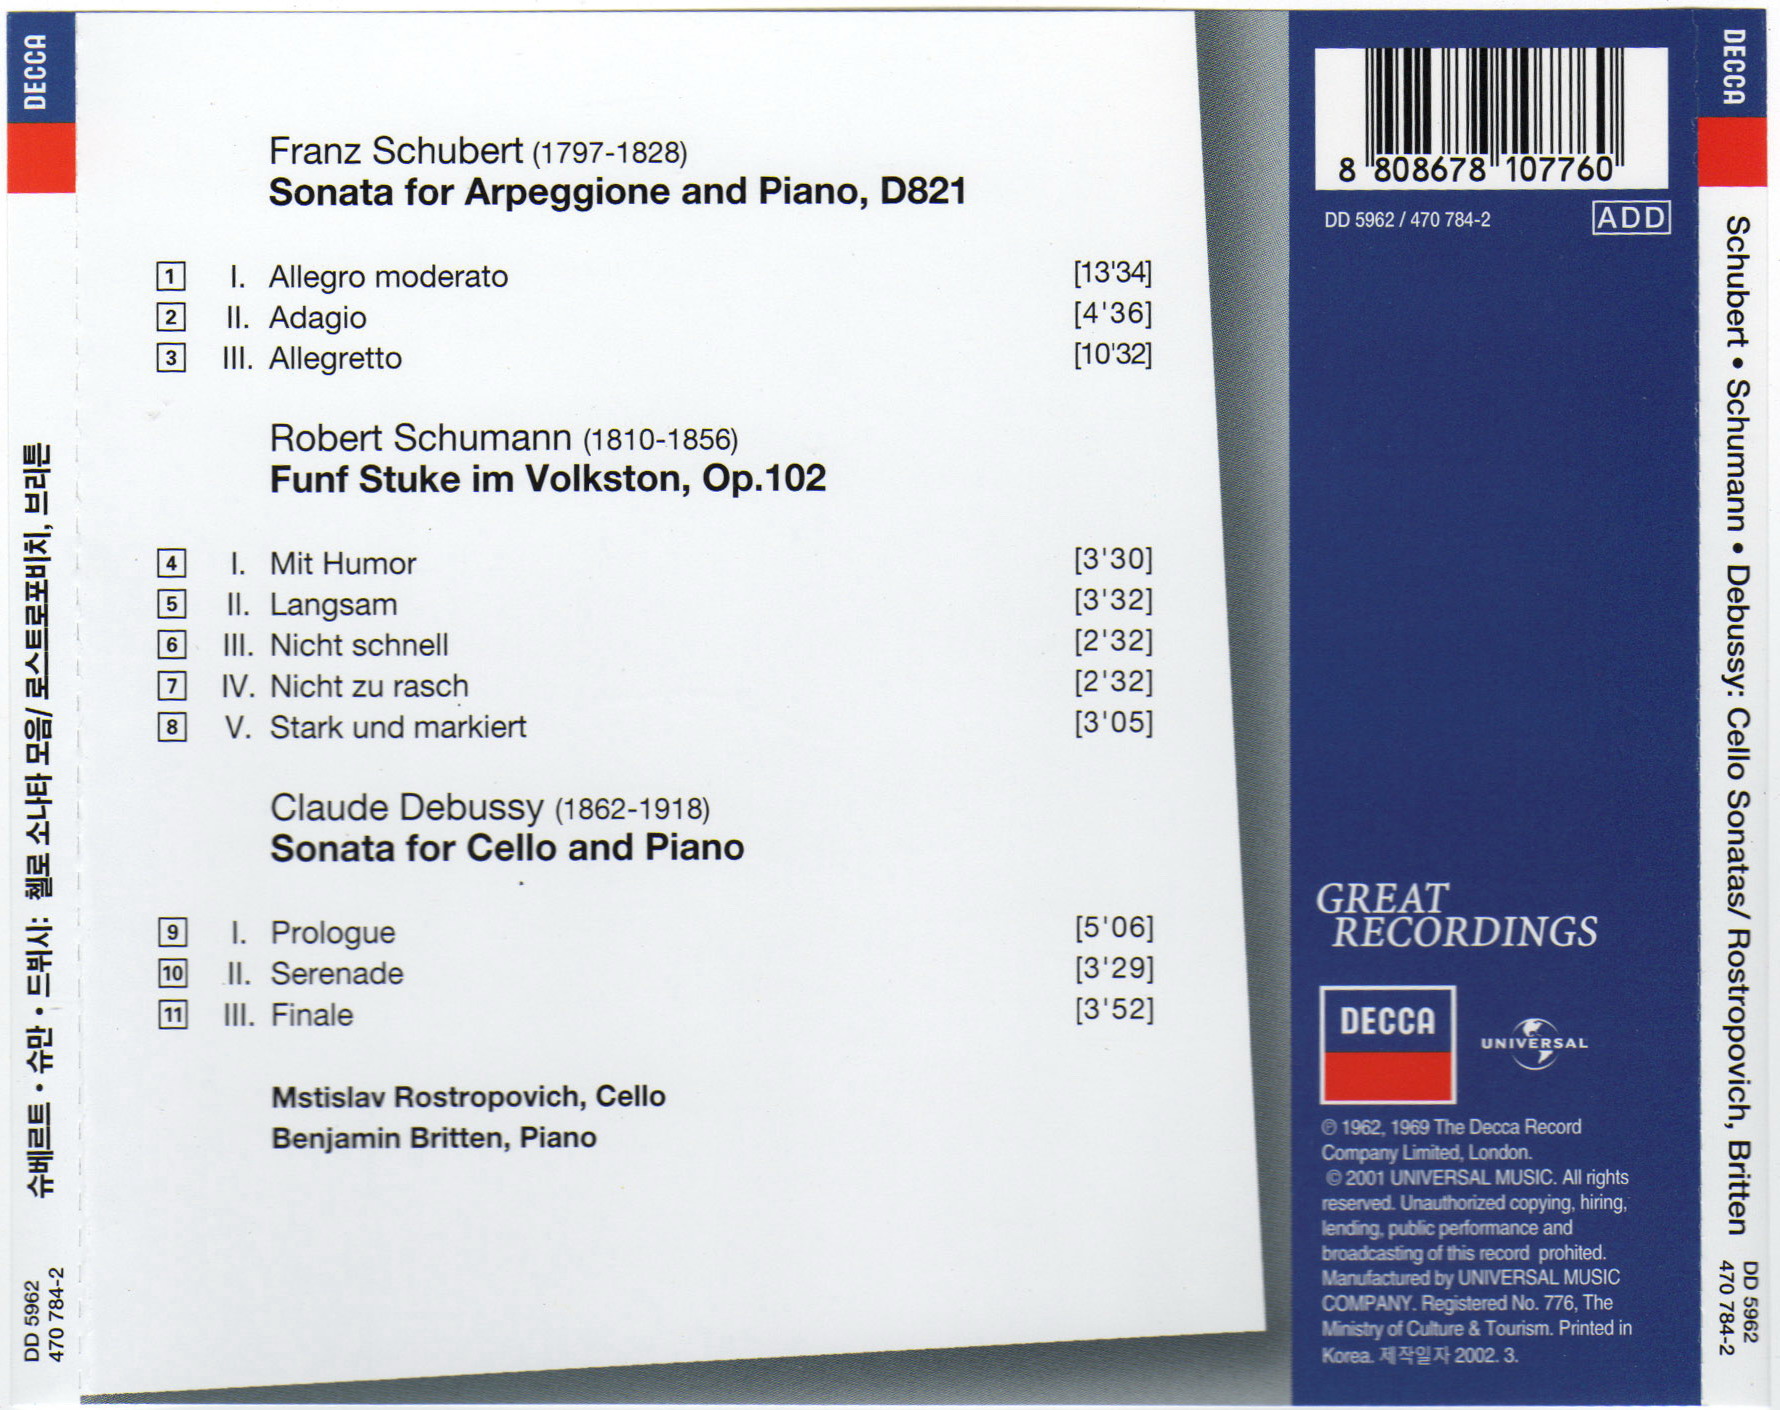 DECCA
슈베르트 • 슈만 • 드뷔시: 첼로 소나타 모음/ 로스트로포비치, 브리튼
DD 5962
470 784-2
Franz Schubert (1797-1828)
Sonata for Arpeggione and Piano, D821
1 I. Allegro moderato [13'34]
2 II. Adagio [4'36]
3 III. Allegretto [10'32]
Robert Schumann (1810-1856)
Funf Stuke im Volkston, Op.102
4 I. Mit Humor [3'30]
5 II. Langsam [3'32]
6 III. Nicht schnell [2'32]
7 IV. Nicht zu rasch [2'32]
8 V. Stark und markiert [3'05]
Claude Debussy (1862-1918)
Sonata for Cello and Piano
9 I. Prologue [5'06]
10 II. Serenade [3'29]
11 III. Finale [3'52]
Mstislav Rostropovich, Cello
Benjamin Britten, Piano
8 808678 107760
DD 5962 / 470 784-2 ADD
GREAT
RECORDINGS
DECCA
UNIVERSAL
℗ 1962, 1969 The Decca Record
Company Limited, London.
© 2001 UNIVERSAL MUSIC. All rights
reserved. Unauthorized copying, hiring,
lending, public performance and
broadcasting of this record prohited.
Manufactured by UNIVERSAL MUSIC
COMPANY. Registered No. 776, The
Ministry of Culture & Tourism. Printed in
Korea. 제작일자 2002. 3.
DECCA
Schubert • Schumann • Debussy: Cello Sonatas/ Rostropovich, Britten
DD 5962
470 784-2